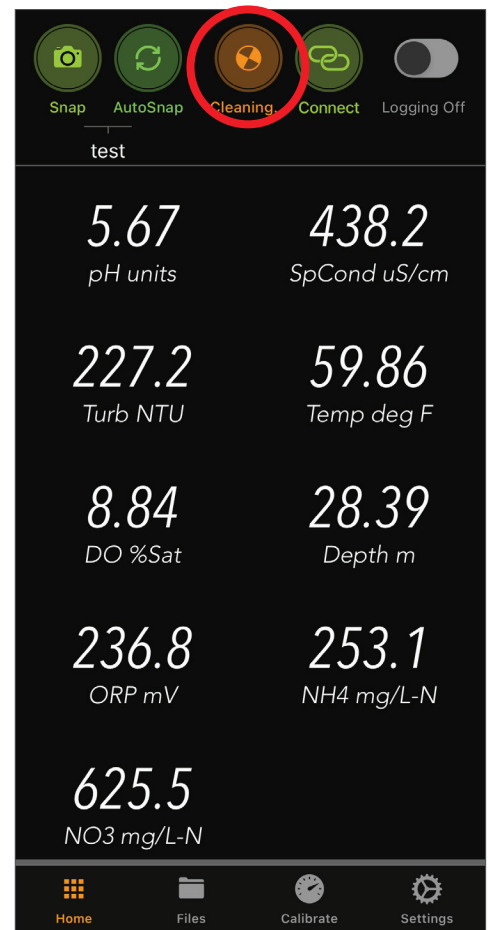 Snap AutoSnap Cleaning. Connect Logging Off
test
5.67 438.2
pH units SpCond uS/cm
227.2 59.86
Turb NTU Temp deg F
8.84 28.39
DO %Sat Depth m
236.8 253.1
ORP mV NH4 mg/L-N
625.5
NO3 mg/L-N
Home Files Calibrate Settings